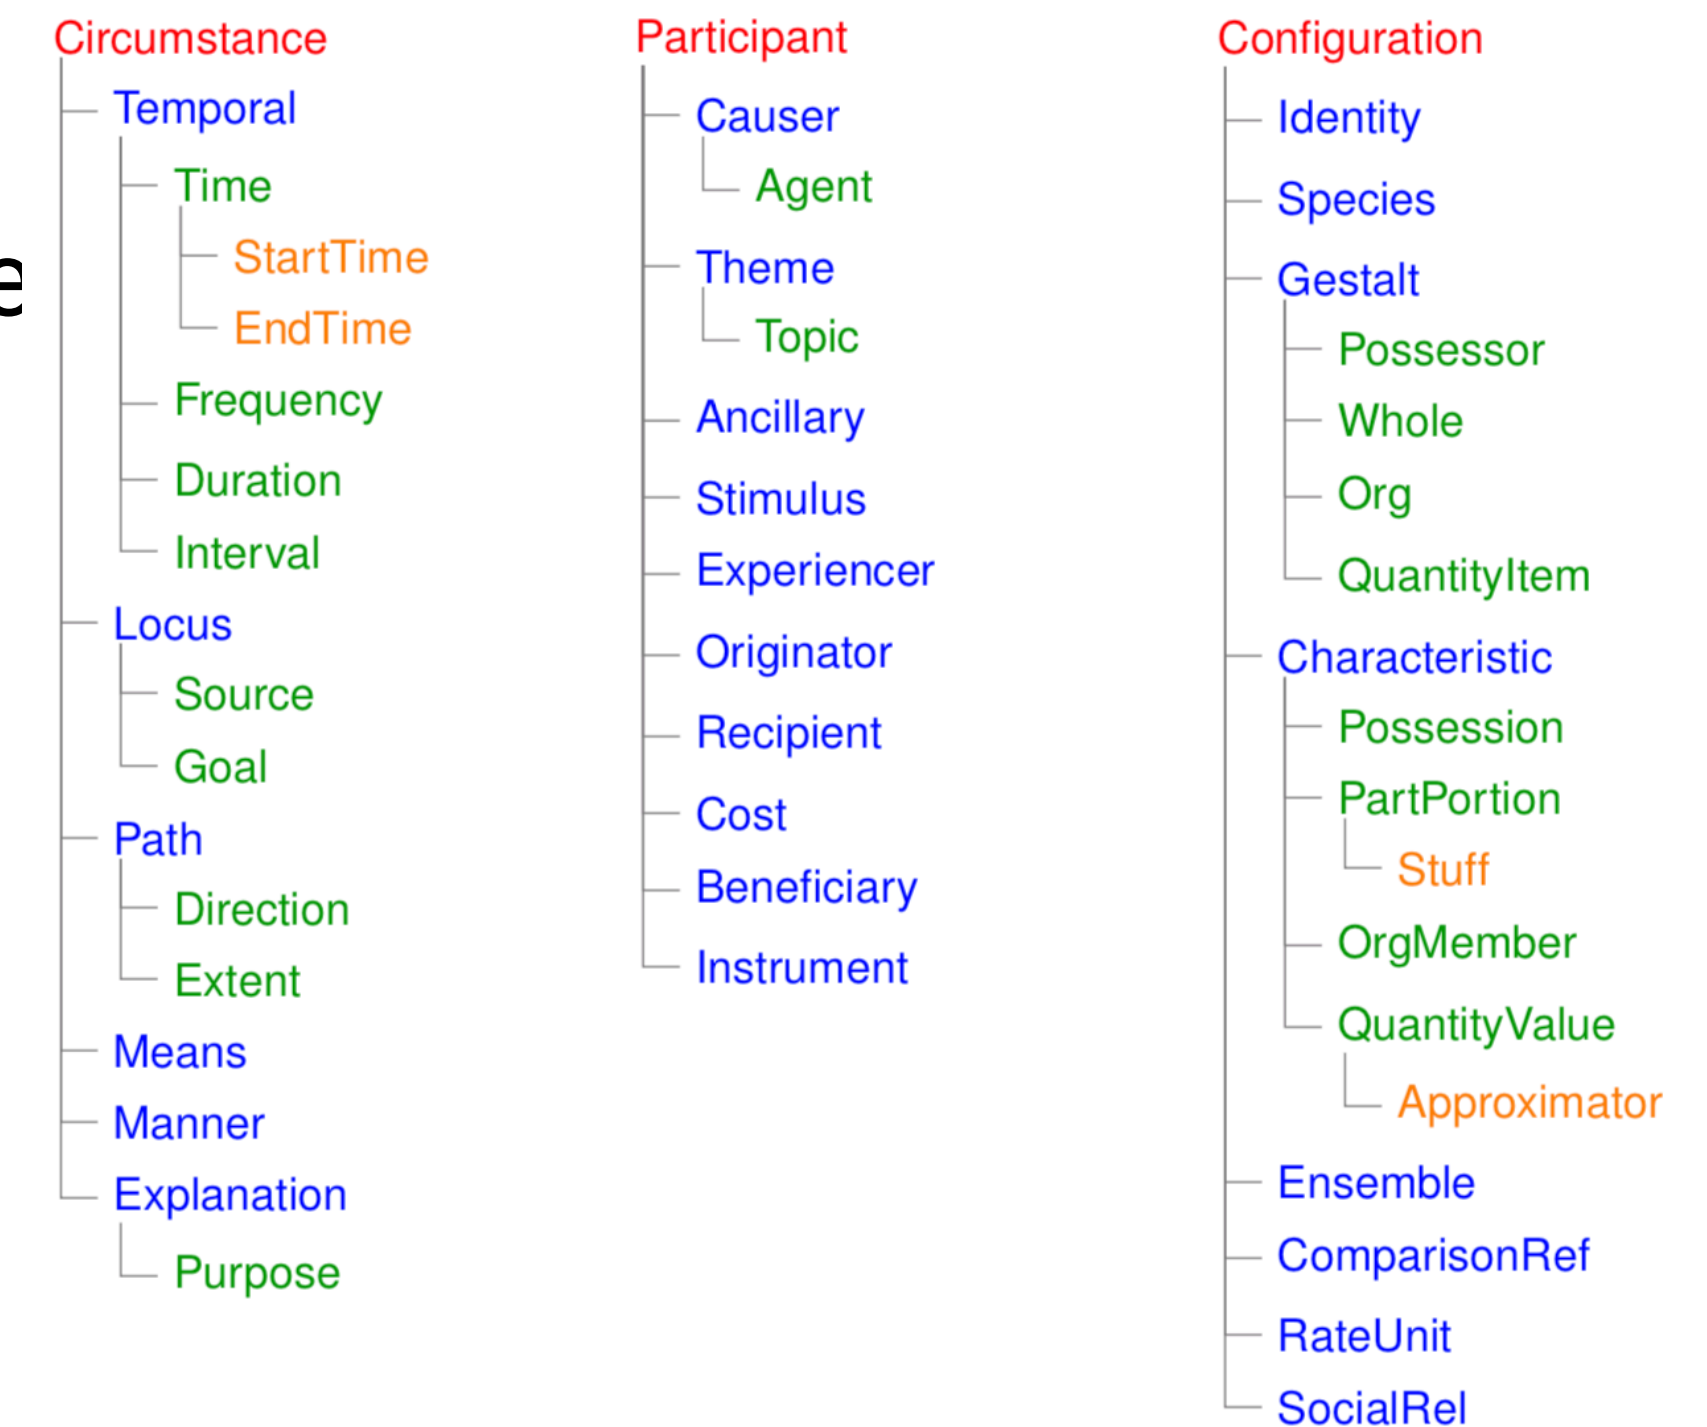 Circumstance
Temporal
Time
StartTime
EndTime
Frequency
Duration
Interval
Locus
Source
Goal
Path
Direction
Extent
Means
Manner
Explanation
Purpose
Participant
Causer
Agent
Theme
Topic
Ancillary
Stimulus
Experiencer
Originator
Recipient
Cost
Beneficiary
Instrument
Configuration
Identity
Species
Gestalt
Possessor
Whole
Org
QuantityItem
Characteristic
Possession
PartPortion
Stuff
OrgMember
QuantityValue
Approximator
Ensemble
ComparisonRef
RateUnit
SocialRel